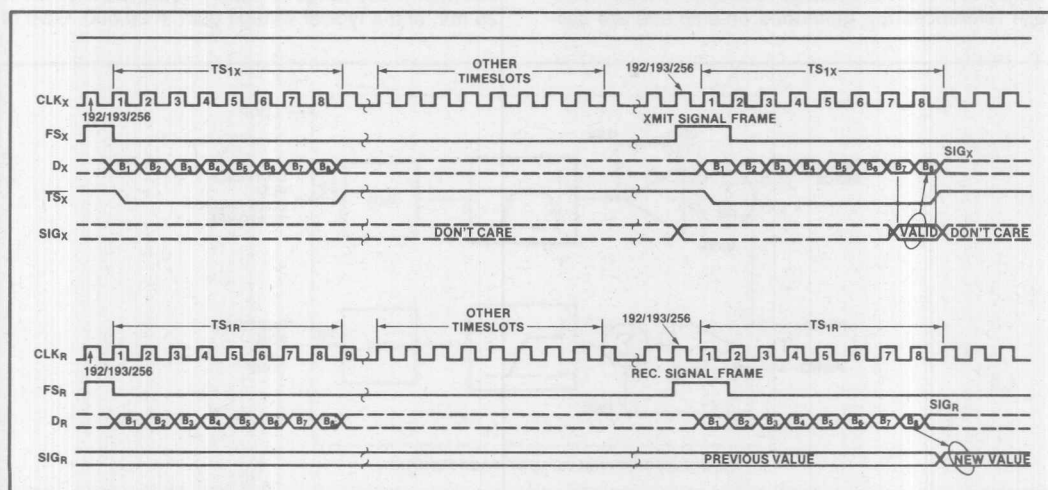 OTHER
TIMESLOTS
TS1X
192/193/256
TS1X
CLKX
1 2 3 4 5 6 7 8
1 2 3 4 5 6 7 8
192/193/256
XMIT SIGNAL FRAME
FSX
SIGX
DX
B1 B2 B3 B4 B5 B6 B7 B8
B1 B2 B3 B4 B5 B6 B7 B8
TSX
SIGX
DON'T CARE
VALID
DON'T CARE
OTHER
TIMESLOTS
TS1R
192/193/256
TS1R
CLKR
1 2 3 4 5 6 7 8 9
1 2 3 4 5 6 7 8
192/193/256
REC. SIGNAL FRAME
FSR
SIGR
DR
B1 B2 B3 B4 B5 B6 B7 B8
B1 B2 B3 B4 B5 B6 B7 B8
SIGR
PREVIOUS VALUE
NEW VALUE